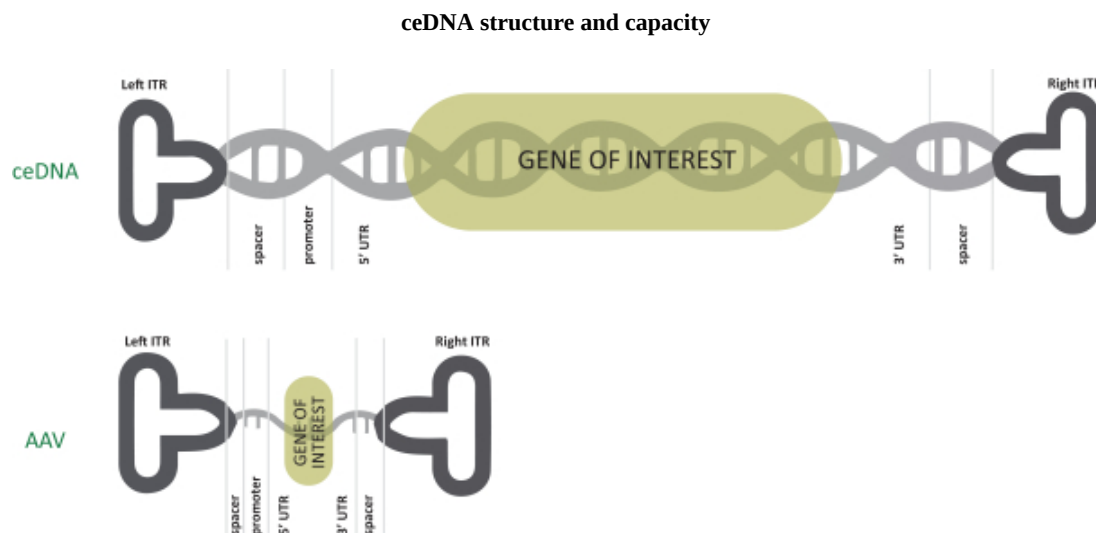 ceDNA structure and capacity
Left ITR
Right IT
ceDNA
GENE OF INTEREST
spacer
promoter
5' UTR
3' UTR
spacer
Left ITR
Right ITR
AAV
GENE OF
INTEREST
spacer
promoter
5' UTR
3' UTR
spacer